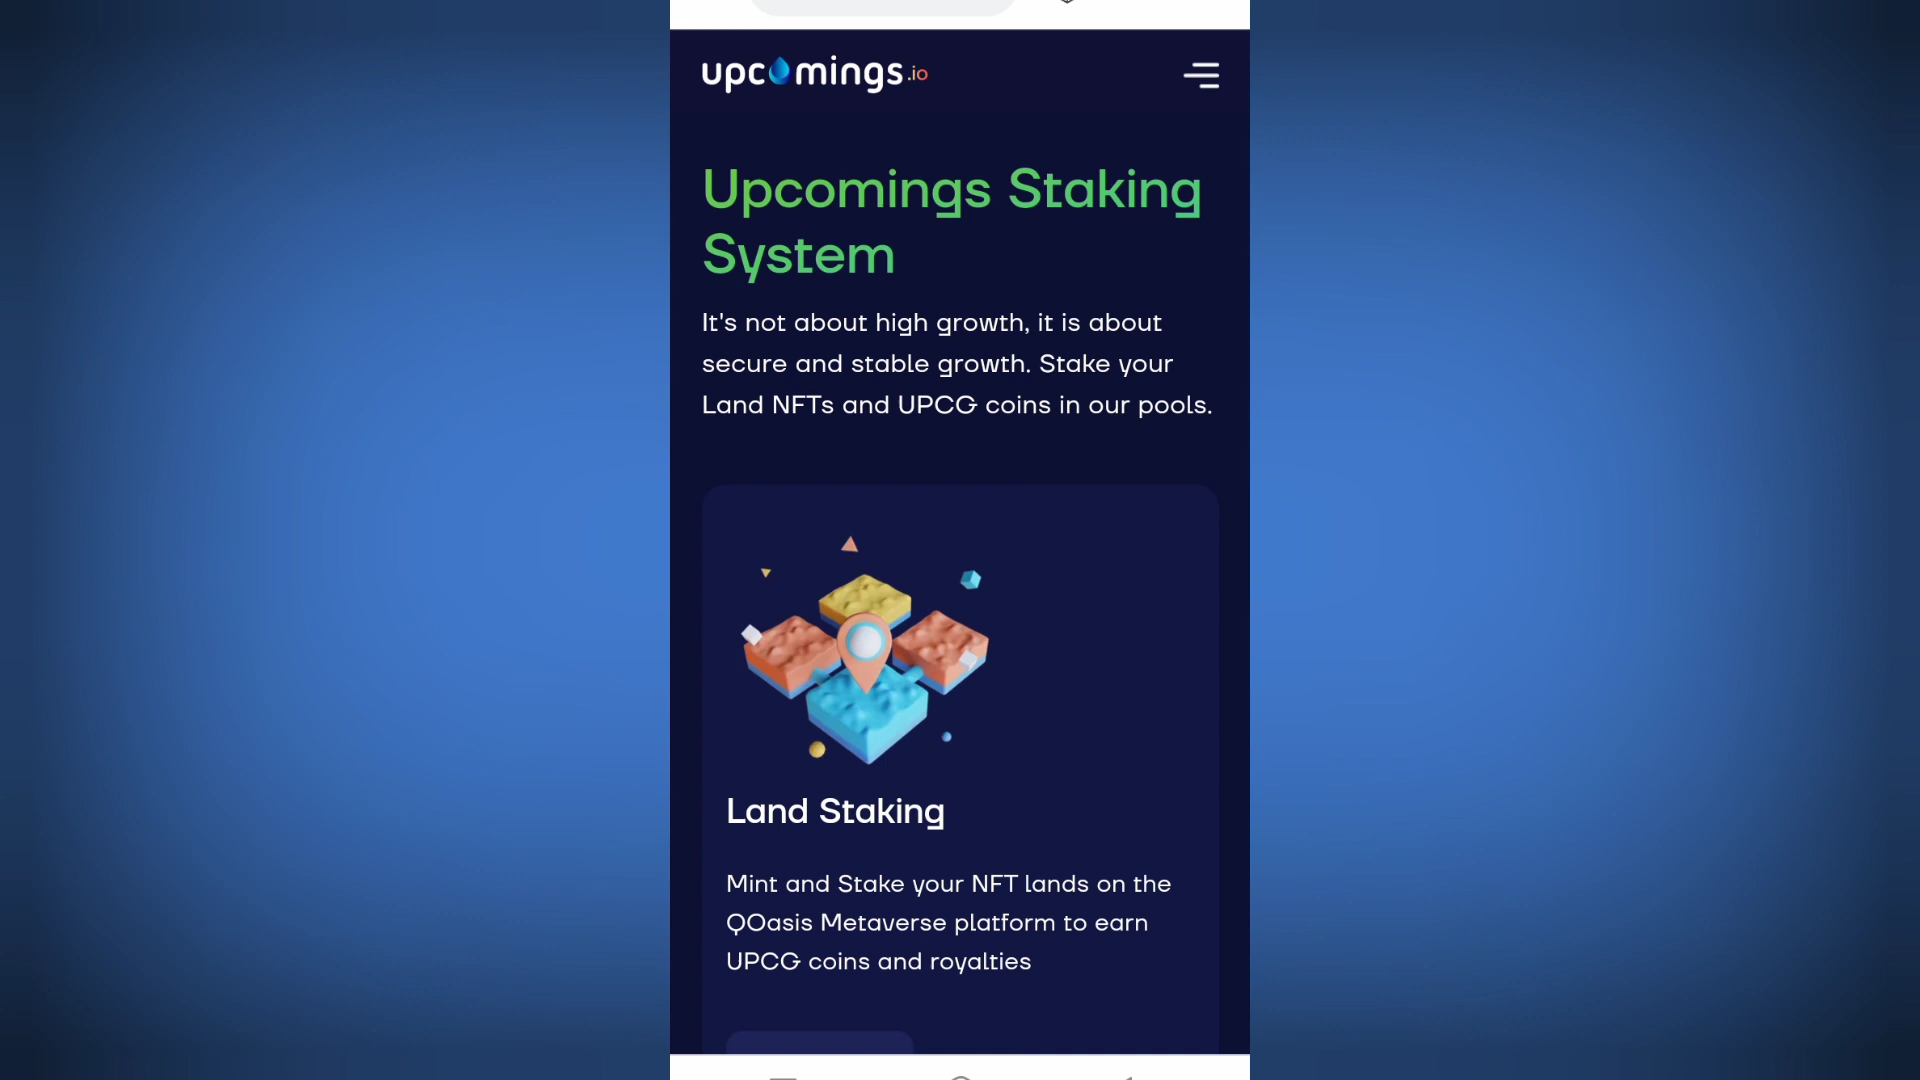 upcomings.io
Upcomings Staking
System
It's not about high growth, it is about
secure and stable growth. Stake your
Land NFTs and UPCG coins in our pools.
Land Staking
Mint and Stake your NFT lands on the
QOasis Metaverse platform to earn
UPCG coins and royalties